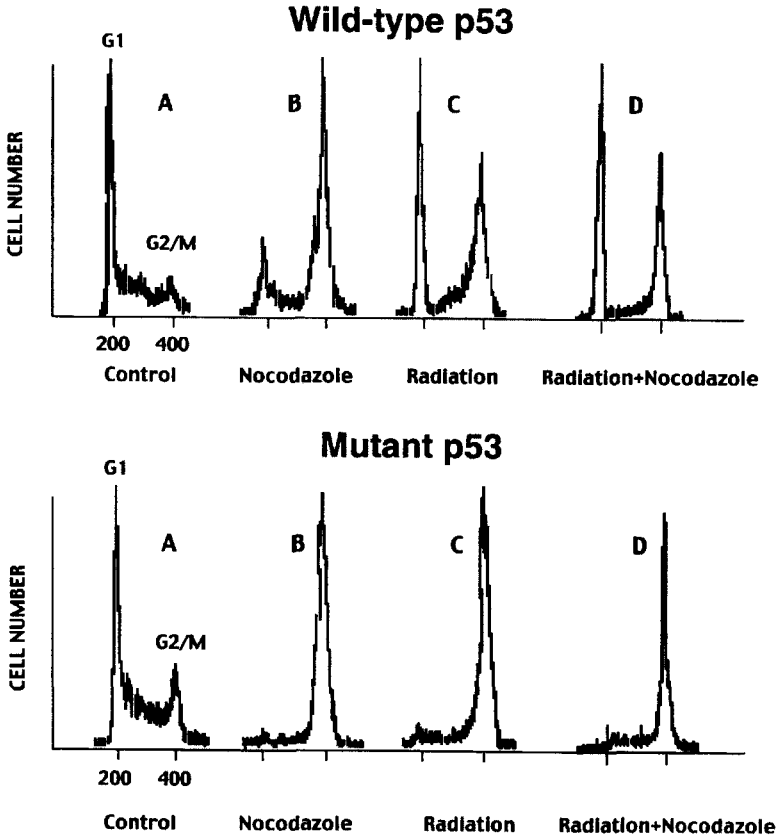 Wild-type p53
G1
A
B
C
D
G2/M
CELL NUMBER
200 400
Control Nocodazole Radiation Radiation+Nocodazole
Mutant p53
G1
A
B
C
D
G2/M
CELL NUMBER
200 400
Control Nocodazole Radiation Radiation+Nocodazole